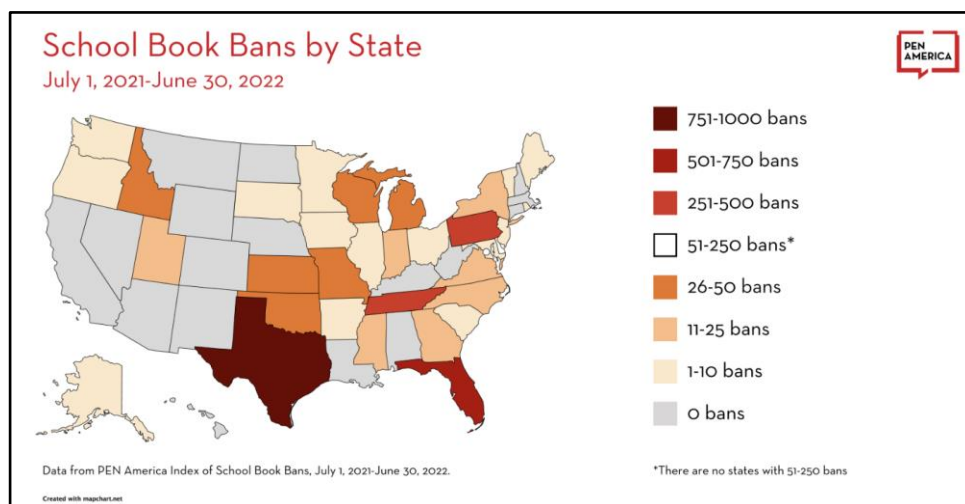 School Book Bans by State
July 1, 2021-June 30, 2022
PEN
AMERICA
751-1000 bans
501-750 bans
251-500 bans
51-250 bans*
26-50 bans
11-25 bans
1-10 bans
0 bans
Data from PEN America Index of School Book Bans, July 1, 2021-June 30, 2022.
*There are no states with 51-250 bans
Created with mapchart.net